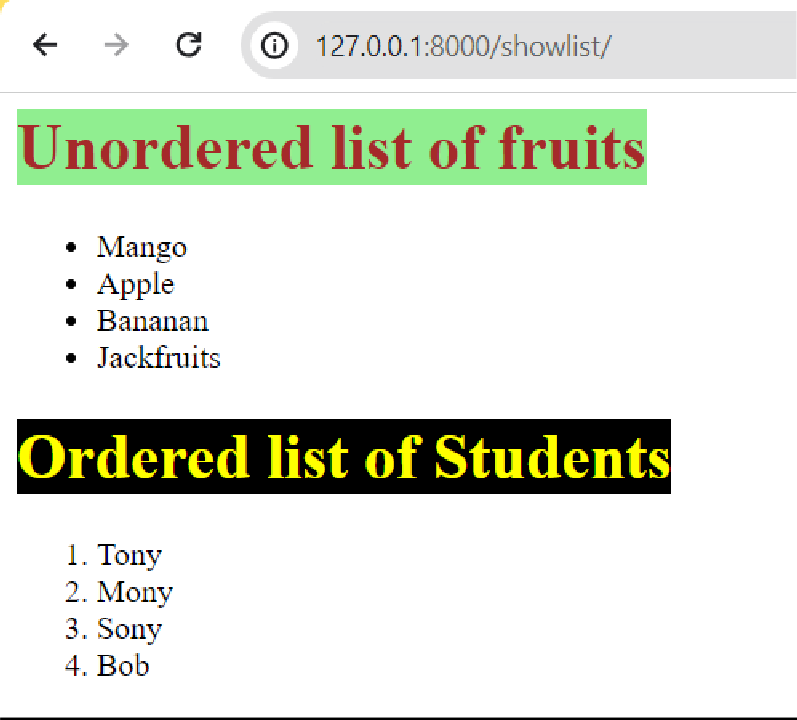 127.0.0.1:8000/showlist/
Unordered list of fruits
• Mango
• Apple
• Bananan
• Jackfruits
Ordered list of Students
1. Tony
2. Mony
3. Sony
4. Bob